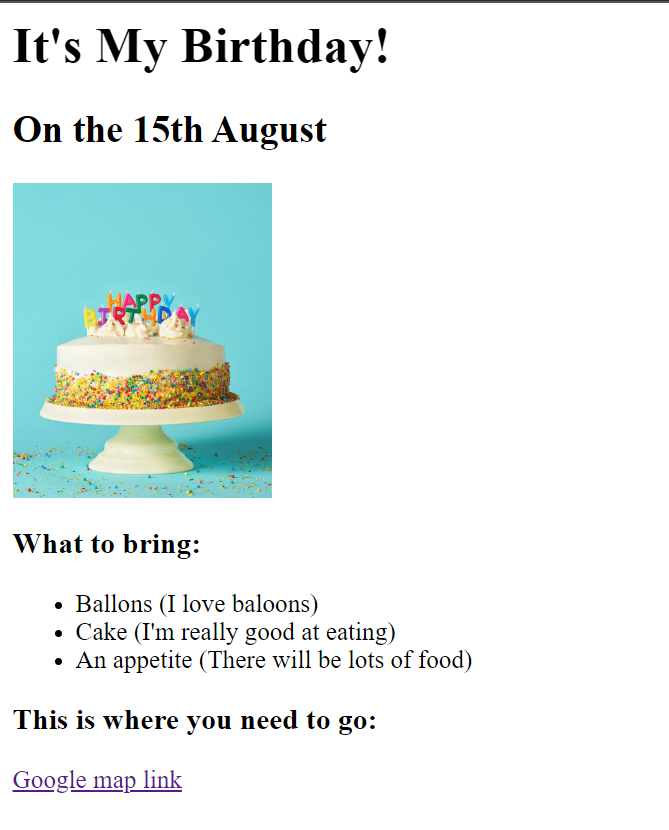 It's My Birthday!
On the 15th August
HAPPY
BIRTHDAY
What to bring:
Ballons (I love baloons)
Cake (I'm really good at eating)
An appetite (There will be lots of food)
This is where you need to go:
Google map link